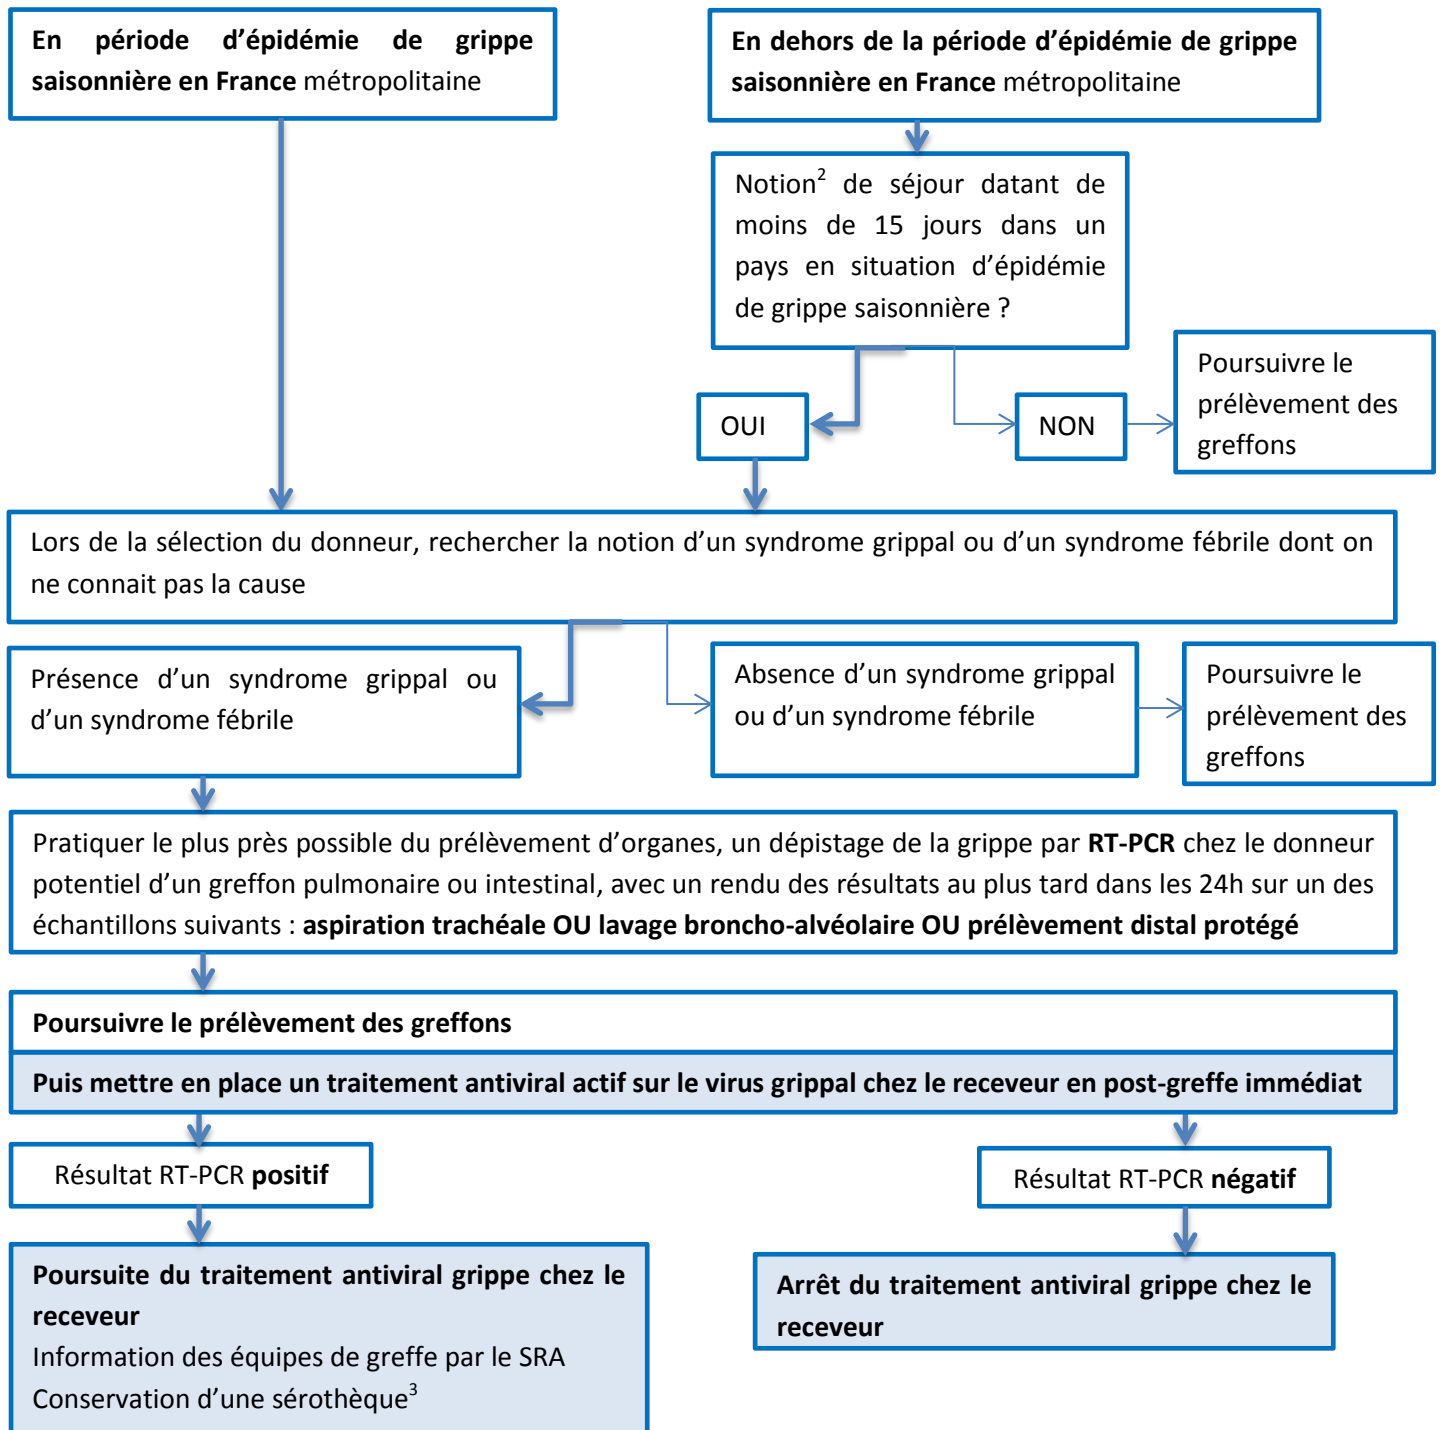 En période d’épidémie de grippe
saisonnière en France métropolitaine
En dehors de la période d’épidémie de grippe
saisonnière en France métropolitaine
Notion² de séjour datant de
moins de 15 jours dans un
pays en situation d’épidémie
de grippe saisonnière ?
OUI
NON
Poursuivre le
prélèvement des
greffons
Lors de la sélection du donneur, rechercher la notion d’un syndrome grippal ou d’un syndrome fébrile dont on
ne connait pas la cause
Présence d’un syndrome grippal ou
d’un syndrome fébrile
Absence d’un syndrome grippal
ou d’un syndrome fébrile
Poursuivre le
prélèvement des
greffons
Pratiquer le plus près possible du prélèvement d’organes, un dépistage de la grippe par RT-PCR chez le donneur
potentiel d’un greffon pulmonaire ou intestinal, avec un rendu des résultats au plus tard dans les 24h sur un des
échantillons suivants : aspiration trachéale OU lavage broncho-alvéolaire OU prélèvement distal protégé
Poursuivre le prélèvement des greffons
Puis mettre en place un traitement antiviral actif sur le virus grippal chez le receveur en post-greffe immédiat
Résultat RT-PCR positif
Résultat RT-PCR négatif
Poursuite du traitement antiviral grippe chez le
receveur
Information des équipes de greffe par le SRA
Conservation d’une sérothèque³
Arrêt du traitement antiviral grippe chez le
receveur